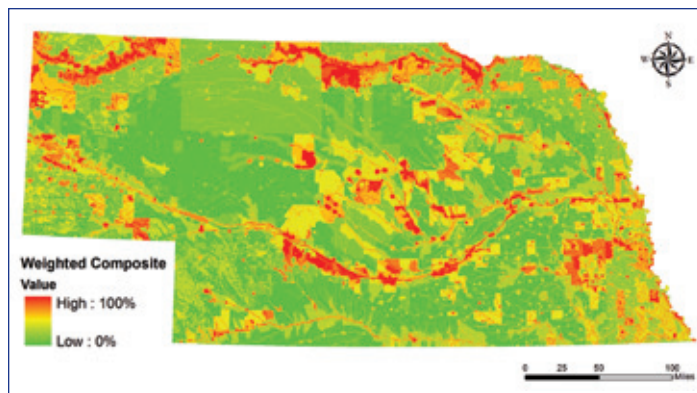 N
W E
S
Weighted Composite
Value
High : 100%
Low : 0%
0 25 50 100
Miles